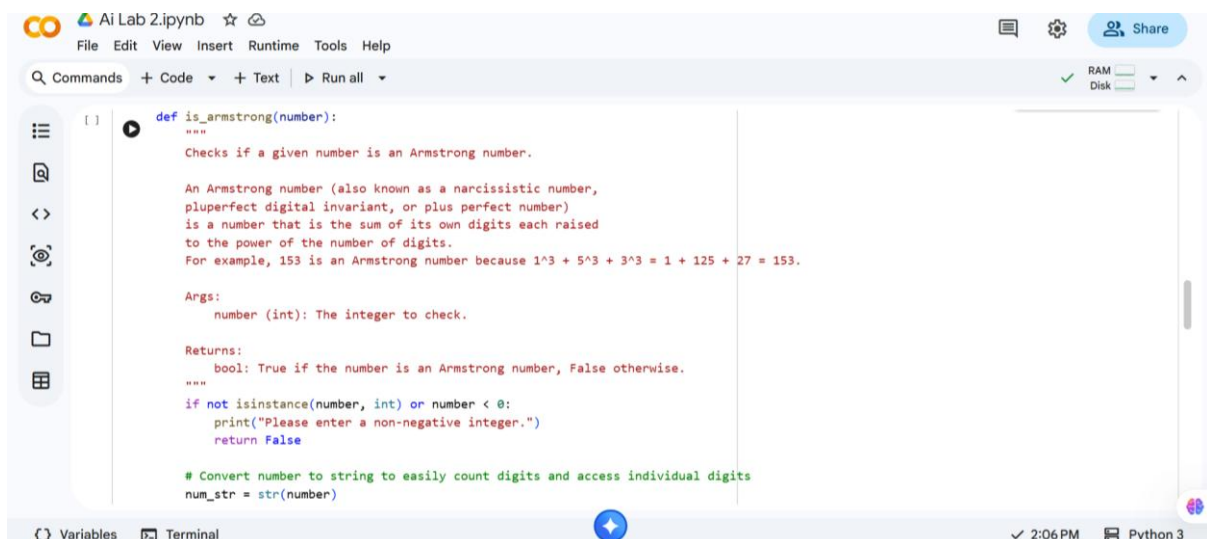 Ai Lab 2.ipynb
File Edit View Insert Runtime Tools Help
Share
Commands + Code + Text Run all
RAM
Disk
[ ]
def is_armstrong(number):
"""
Checks if a given number is an Armstrong number.
An Armstrong number (also known as a narcissistic number,
pluperfect digital invariant, or plus perfect number)
is a number that is the sum of its own digits each raised
to the power of the number of digits.
For example, 153 is an Armstrong number because 1^3 + 5^3 + 3^3 = 1 + 125 + 27 = 153.
Args:
number (int): The integer to check.
Returns:
bool: True if the number is an Armstrong number, False otherwise.
"""
if not isinstance(number, int) or number < 0:
print("Please enter a non-negative integer.")
return False
# Convert number to string to easily count digits and access individual digits
num_str = str(number)
{} Variables Terminal 2:06 PM Python 3